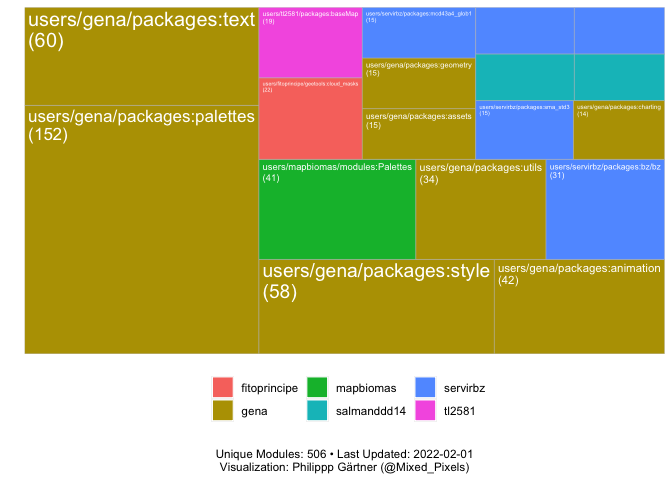 users/gena/packages:text
(60)
users/gena/packages:palettes
(152)
users/tl2581/packages:baseMap
(19)
users/fitoprincipe/geetools:cloud_masks
(22)
users/servirbz/packages:mcd43a4_glob1
(15)
users/gena/packages:geometry
(15)
users/gena/packages:assets
(15)
users/servirbz/packages:sma_std3
(15)
users/gena/packages:charting
(14)
users/mapbiomas/modules:Palettes
(41)
users/gena/packages:utils
(34)
users/servirbz/packages:bz/bz
(31)
users/gena/packages:style
(58)
users/gena/packages:animation
(42)
fitoprincipe
mapbiomas
servirbz
gena
salmanddd14
tl2581
Unique Modules: 506 • Last Updated: 2022-02-01
Visualization: Philippp Gärtner (@Mixed_Pixels)